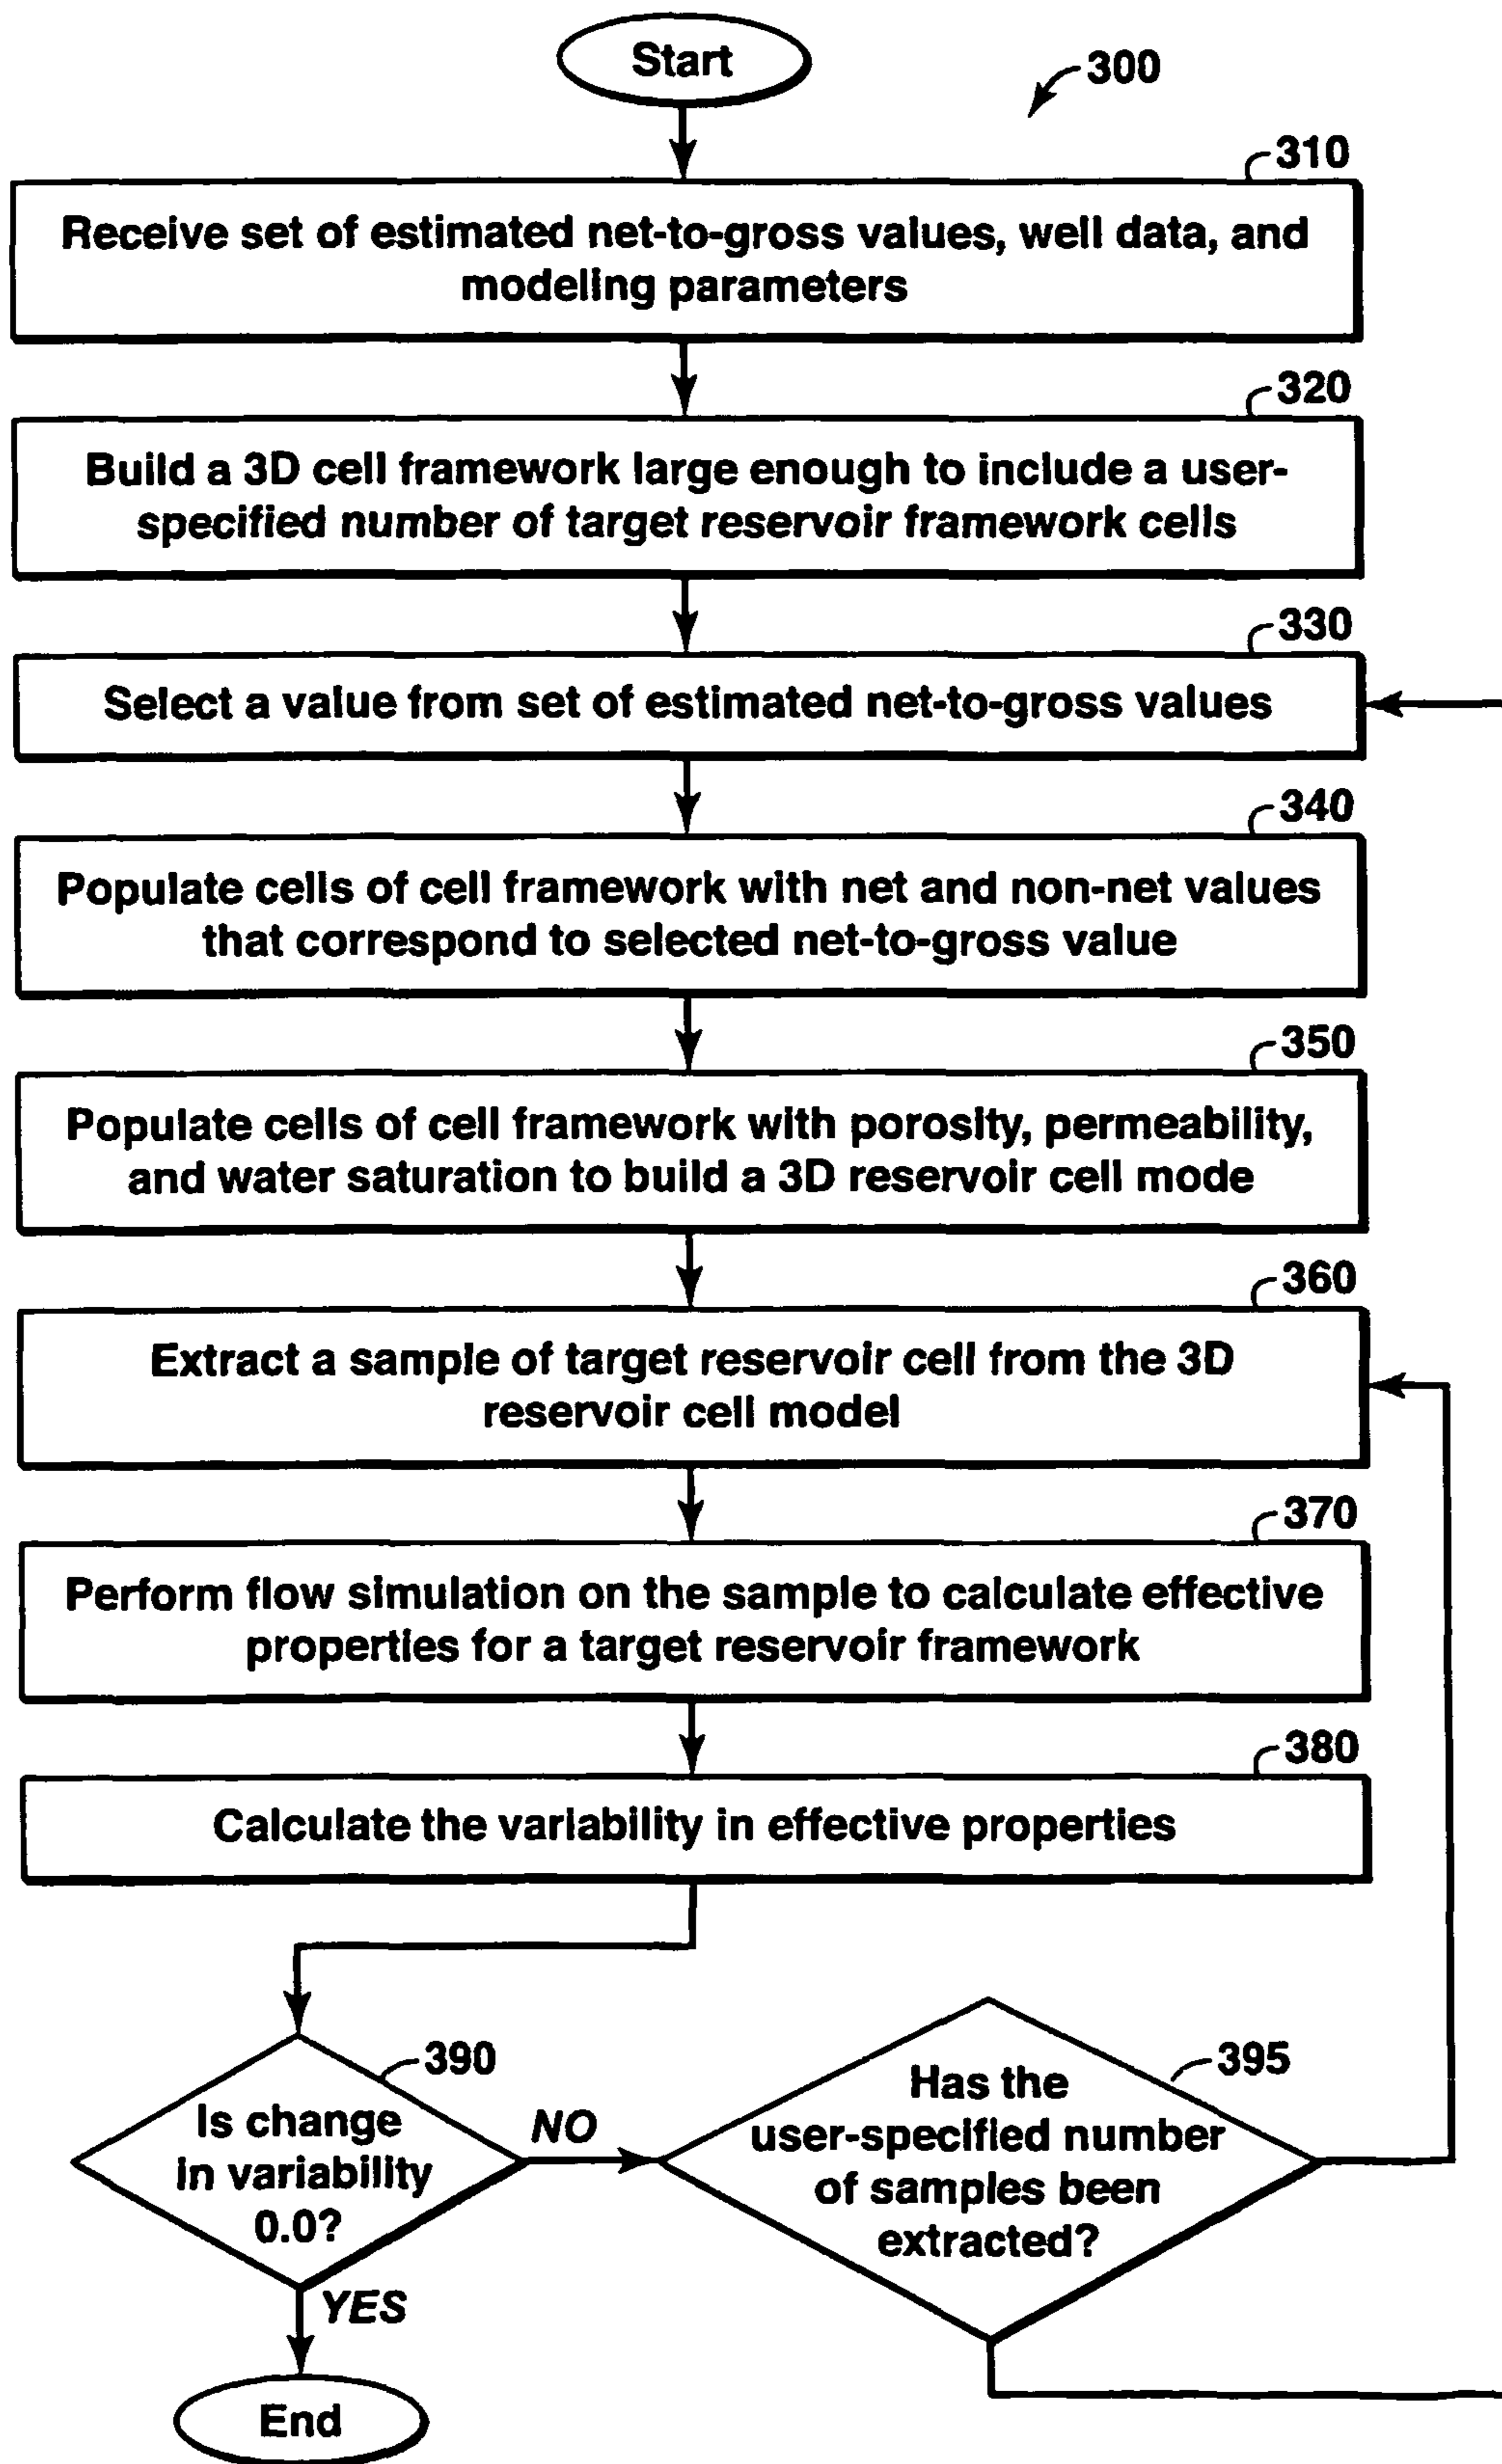 Start
300
310
Receive set of estimated net-to-gross values, well data, and
modeling parameters
320
Build a 3D cell framework large enough to include a user-
specified number of target reservoir framework cells
330
Select a value from set of estimated net-to-gross values
340
Populate cells of cell framework with net and non-net values
that correspond to selected net-to-gross value
350
Populate cells of cell framework with porosity, permeability,
and water saturation to build a 3D reservoir cell mode
360
Extract a sample of target reservoir cell from the 3D
reservoir cell model
370
Perform flow simulation on the sample to calculate effective
properties for a target reservoir framework
380
Calculate the variability in effective properties
390
Is change
in variability
0.0?
NO
395
Has the
user-specified number
of samples been
extracted?
YES
End